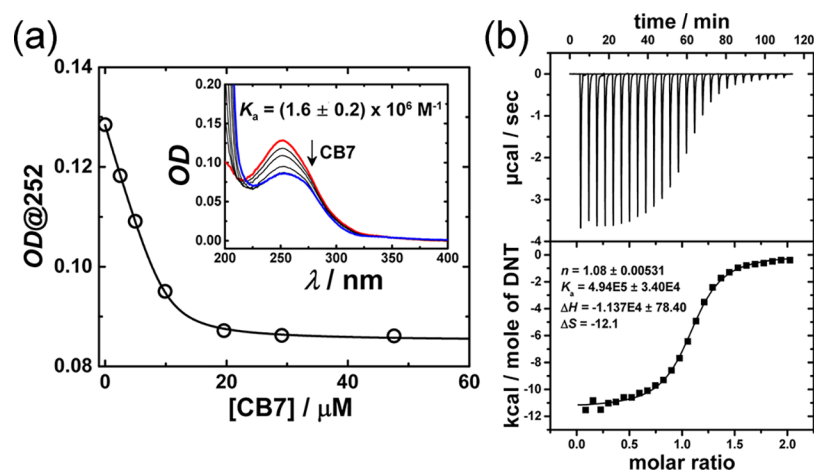 (a)
0.14
0.12
0.10
0.08
OD@252
0 20 40 60
[CB7] / μM
0.20
0.15
0.10
0.05
0.00
OD
Kₐ = (1.6 ± 0.2) x 10⁶ M⁻¹
CB7
200 250 300 350 400
λ / nm
(b)
time / min
0 20 40 60 80 100 120
0
-1
-2
-3
-4
μcal / sec
0
-2
-4
-6
-8
-10
-12
kcal / mole of DNT
n = 1.08 ± 0.00531
Kₐ = 4.94E5 ± 3.40E4
ΔH = -1.137E4 ± 78.40
ΔS = -12.1
0.0 0.5 1.0 1.5 2.0
molar ratio